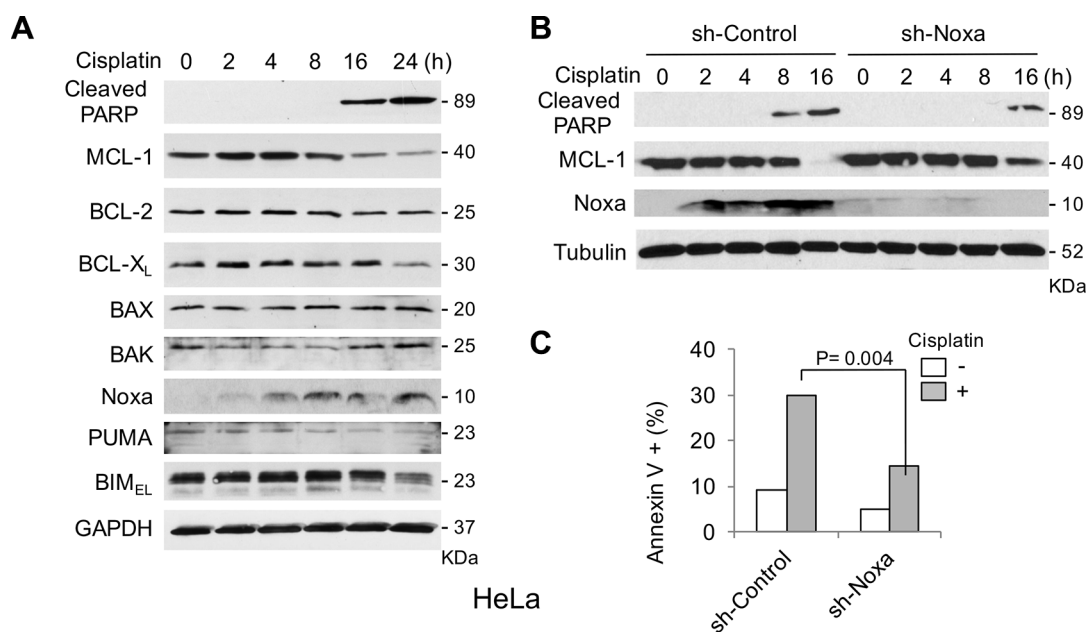 A
Cisplatin 0 2 4 8 16 24 (h)
Cleaved
PARP - 89
MCL-1 - 40
BCL-2 - 25
BCL-XL - 30
BAX - 20
BAK - 25
Noxa - 10
PUMA - 23
BIMEL - 23
GAPDH - 37
KDa
B
sh-Control sh-Noxa
Cisplatin 0 2 4 8 16 0 2 4 8 16 (h)
Cleaved
PARP - 89
MCL-1 - 40
Noxa - 10
Tubulin - 52
KDa
C
Cisplatin
-
+
P= 0.004
Annexin V + (%)
40
30
20
10
0
sh-Control
sh-Noxa
HeLa